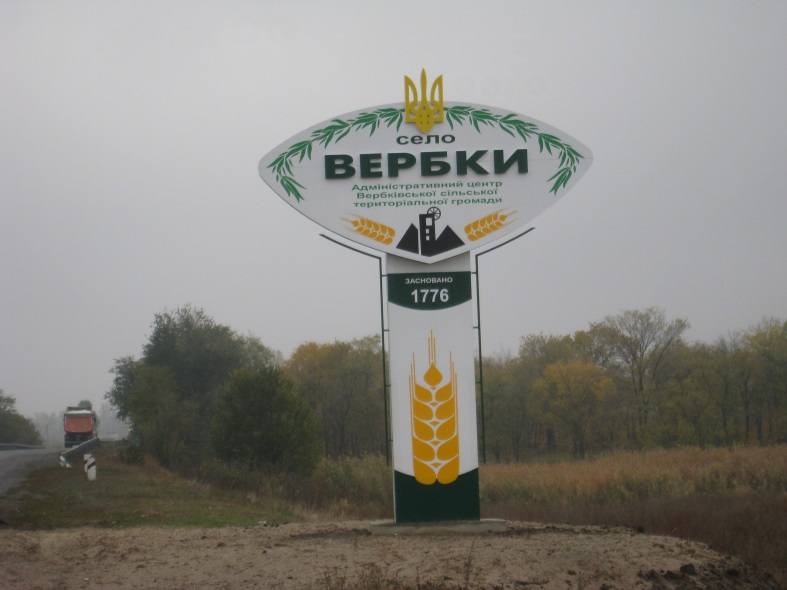 село
ВЕРБКИ
Адміністративний центр
Вербківської сільської
територіальної громади
ЗАСНОВАНО
1776